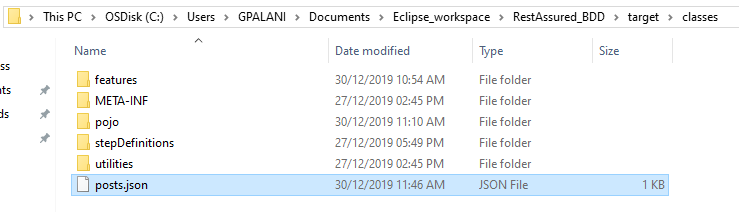 This PC > OSDisk (C:) > Users > GPALANI > Documents > Eclipse_workspace > RestAssured_BDD > target > classes
Name Date modified Type Size
features 30/12/2019 10:54 AM File folder
ss META-INF 27/12/2019 02:45 PM File folder
nts pojo 30/12/2019 11:10 AM File folder
ds stepDefinitions 27/12/2019 05:49 PM File folder
utilities 27/12/2019 02:45 PM File folder
posts.json 30/12/2019 11:46 AM JSON File 1 KB